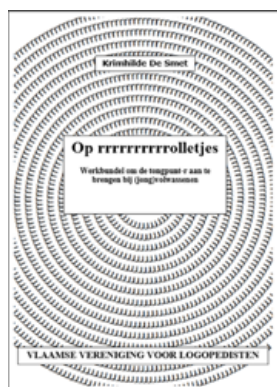 Krimhilde De Smet
Op rrrrrrrrrrolletjes
Werkbundel om de tongpunt-r aan te
brengen bij (jong)volwassenen
VLAAMSE VERENIGING VOOR LOGOPEDISTEN